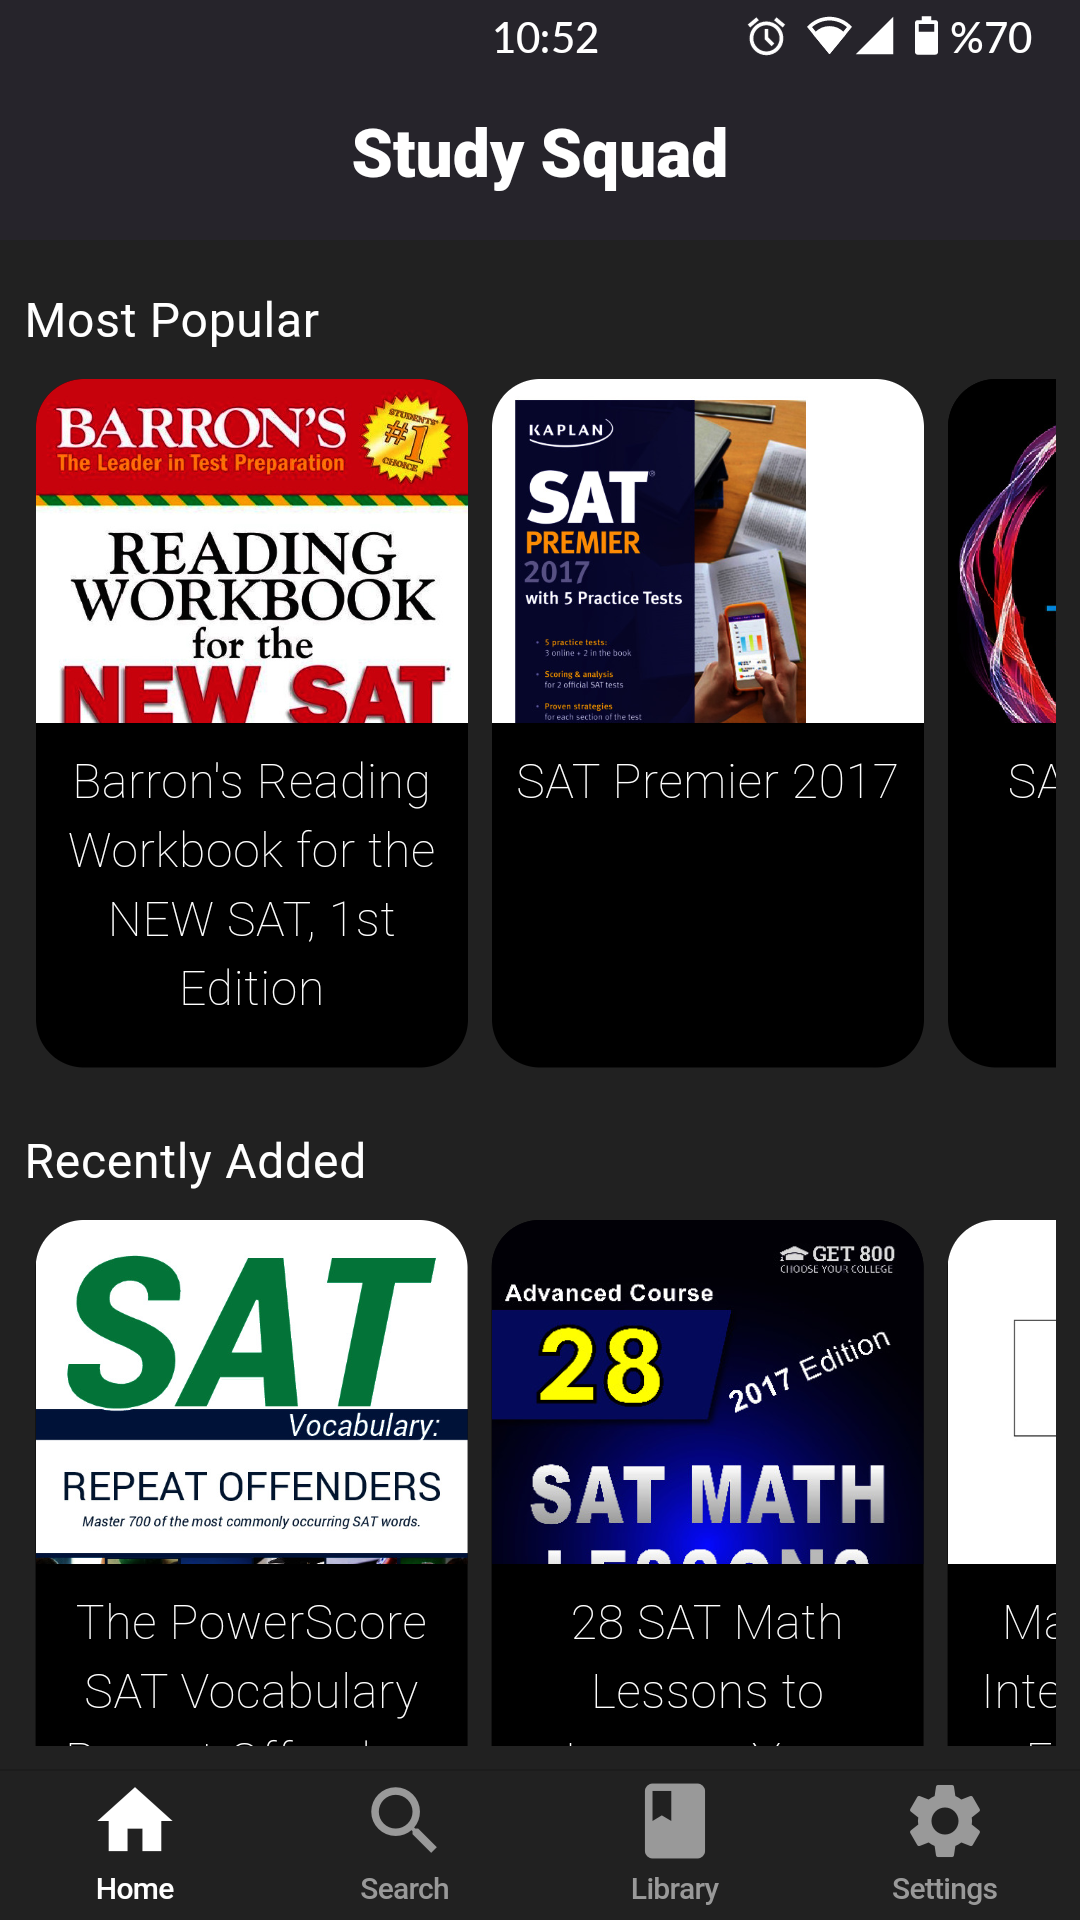 10:52 %70
Study Squad
Most Popular
BARRON'S
The Leader in Test Preparation
STUDENTS'
#1
CHOICE
READING
WORKBOOK
for the
NEW SAT
KAPLAN
SAT
PREMIER
2017
with 5 Practice Tests
• 5 practice tests:
3 online + 2 in the book
• Scoring & analysis
for 2 official SAT tests
• Proven strategies
for each section of the test
Barron's Reading
Workbook for the
NEW SAT, 1st
Edition
SAT Premier 2017
SA
Recently Added
SAT
Vocabulary:
REPEAT OFFENDERS
Master 700 of the most commonly occurring SAT words.
GET 800
CHOOSE YOUR COLLEGE
Advanced Course
28
2017 Edition
SAT MATH
LESSONS
The PowerScore
SAT Vocabulary
28 SAT Math
Lessons to
Ma
Inte
Home
Search
Library
Settings